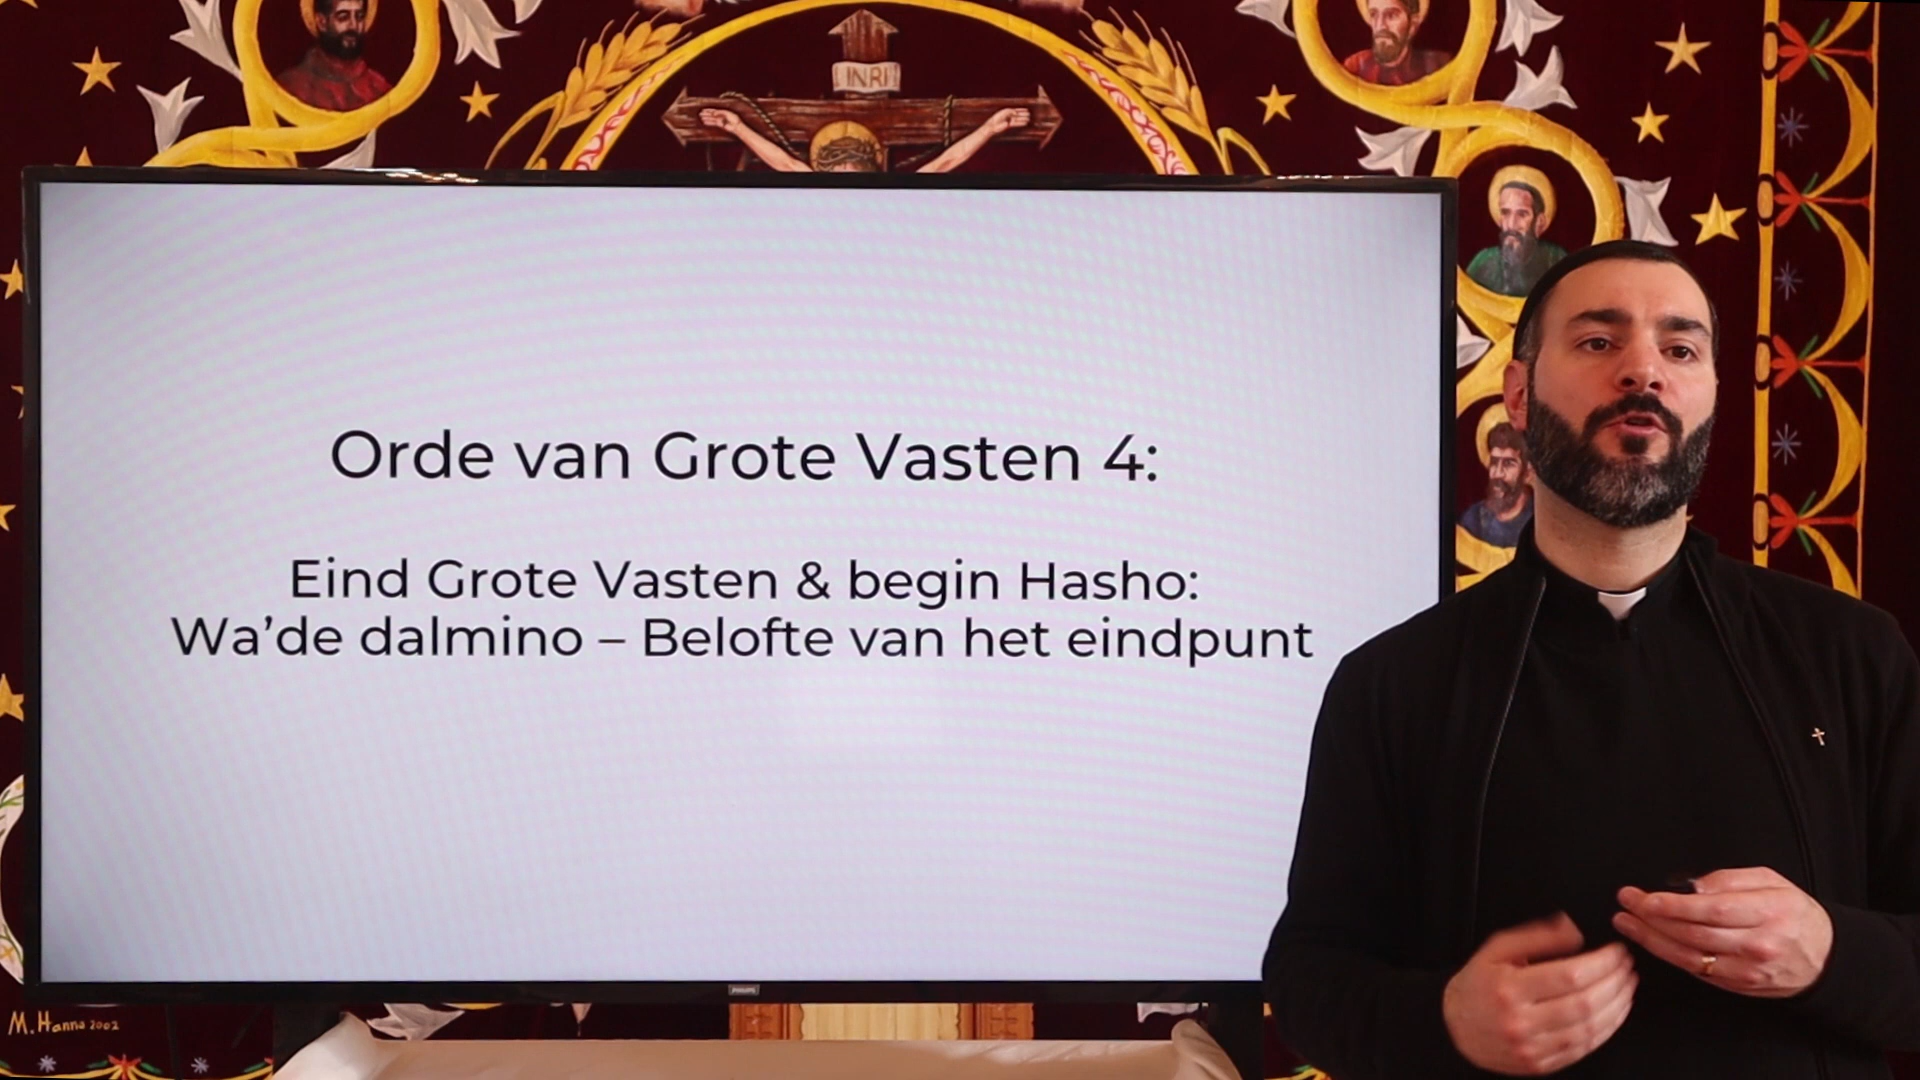 INRI
Orde van Grote Vasten 4:
Eind Grote Vasten & begin Hasho:
Wa’de dalmino – Belofte van het eindpunt
PHILIPS
M. Hanna 2002